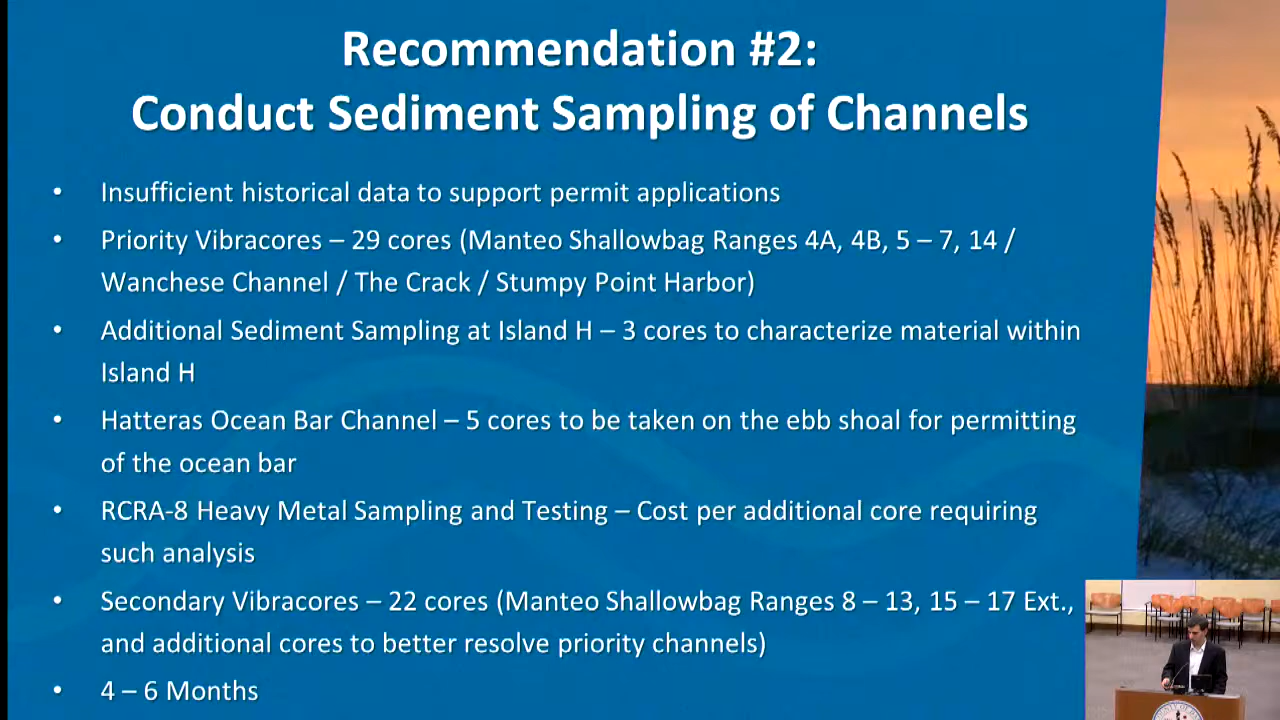 Recommendation #2:
Conduct Sediment Sampling of Channels
• Insufficient historical data to support permit applications
• Priority Vibracores – 29 cores (Manteo Shallowbag Ranges 4A, 4B, 5 – 7, 14 /
Wanchese Channel / The Crack / Stumpy Point Harbor)
• Additional Sediment Sampling at Island H – 3 cores to characterize material within
Island H
• Hatteras Ocean Bar Channel – 5 cores to be taken on the ebb shoal for permitting
of the ocean bar
• RCRA-8 Heavy Metal Sampling and Testing – Cost per additional core requiring
such analysis
• Secondary Vibracores – 22 cores (Manteo Shallowbag Ranges 8 – 13, 15 – 17 Ext.,
and additional cores to better resolve priority channels)
• 4 – 6 Months